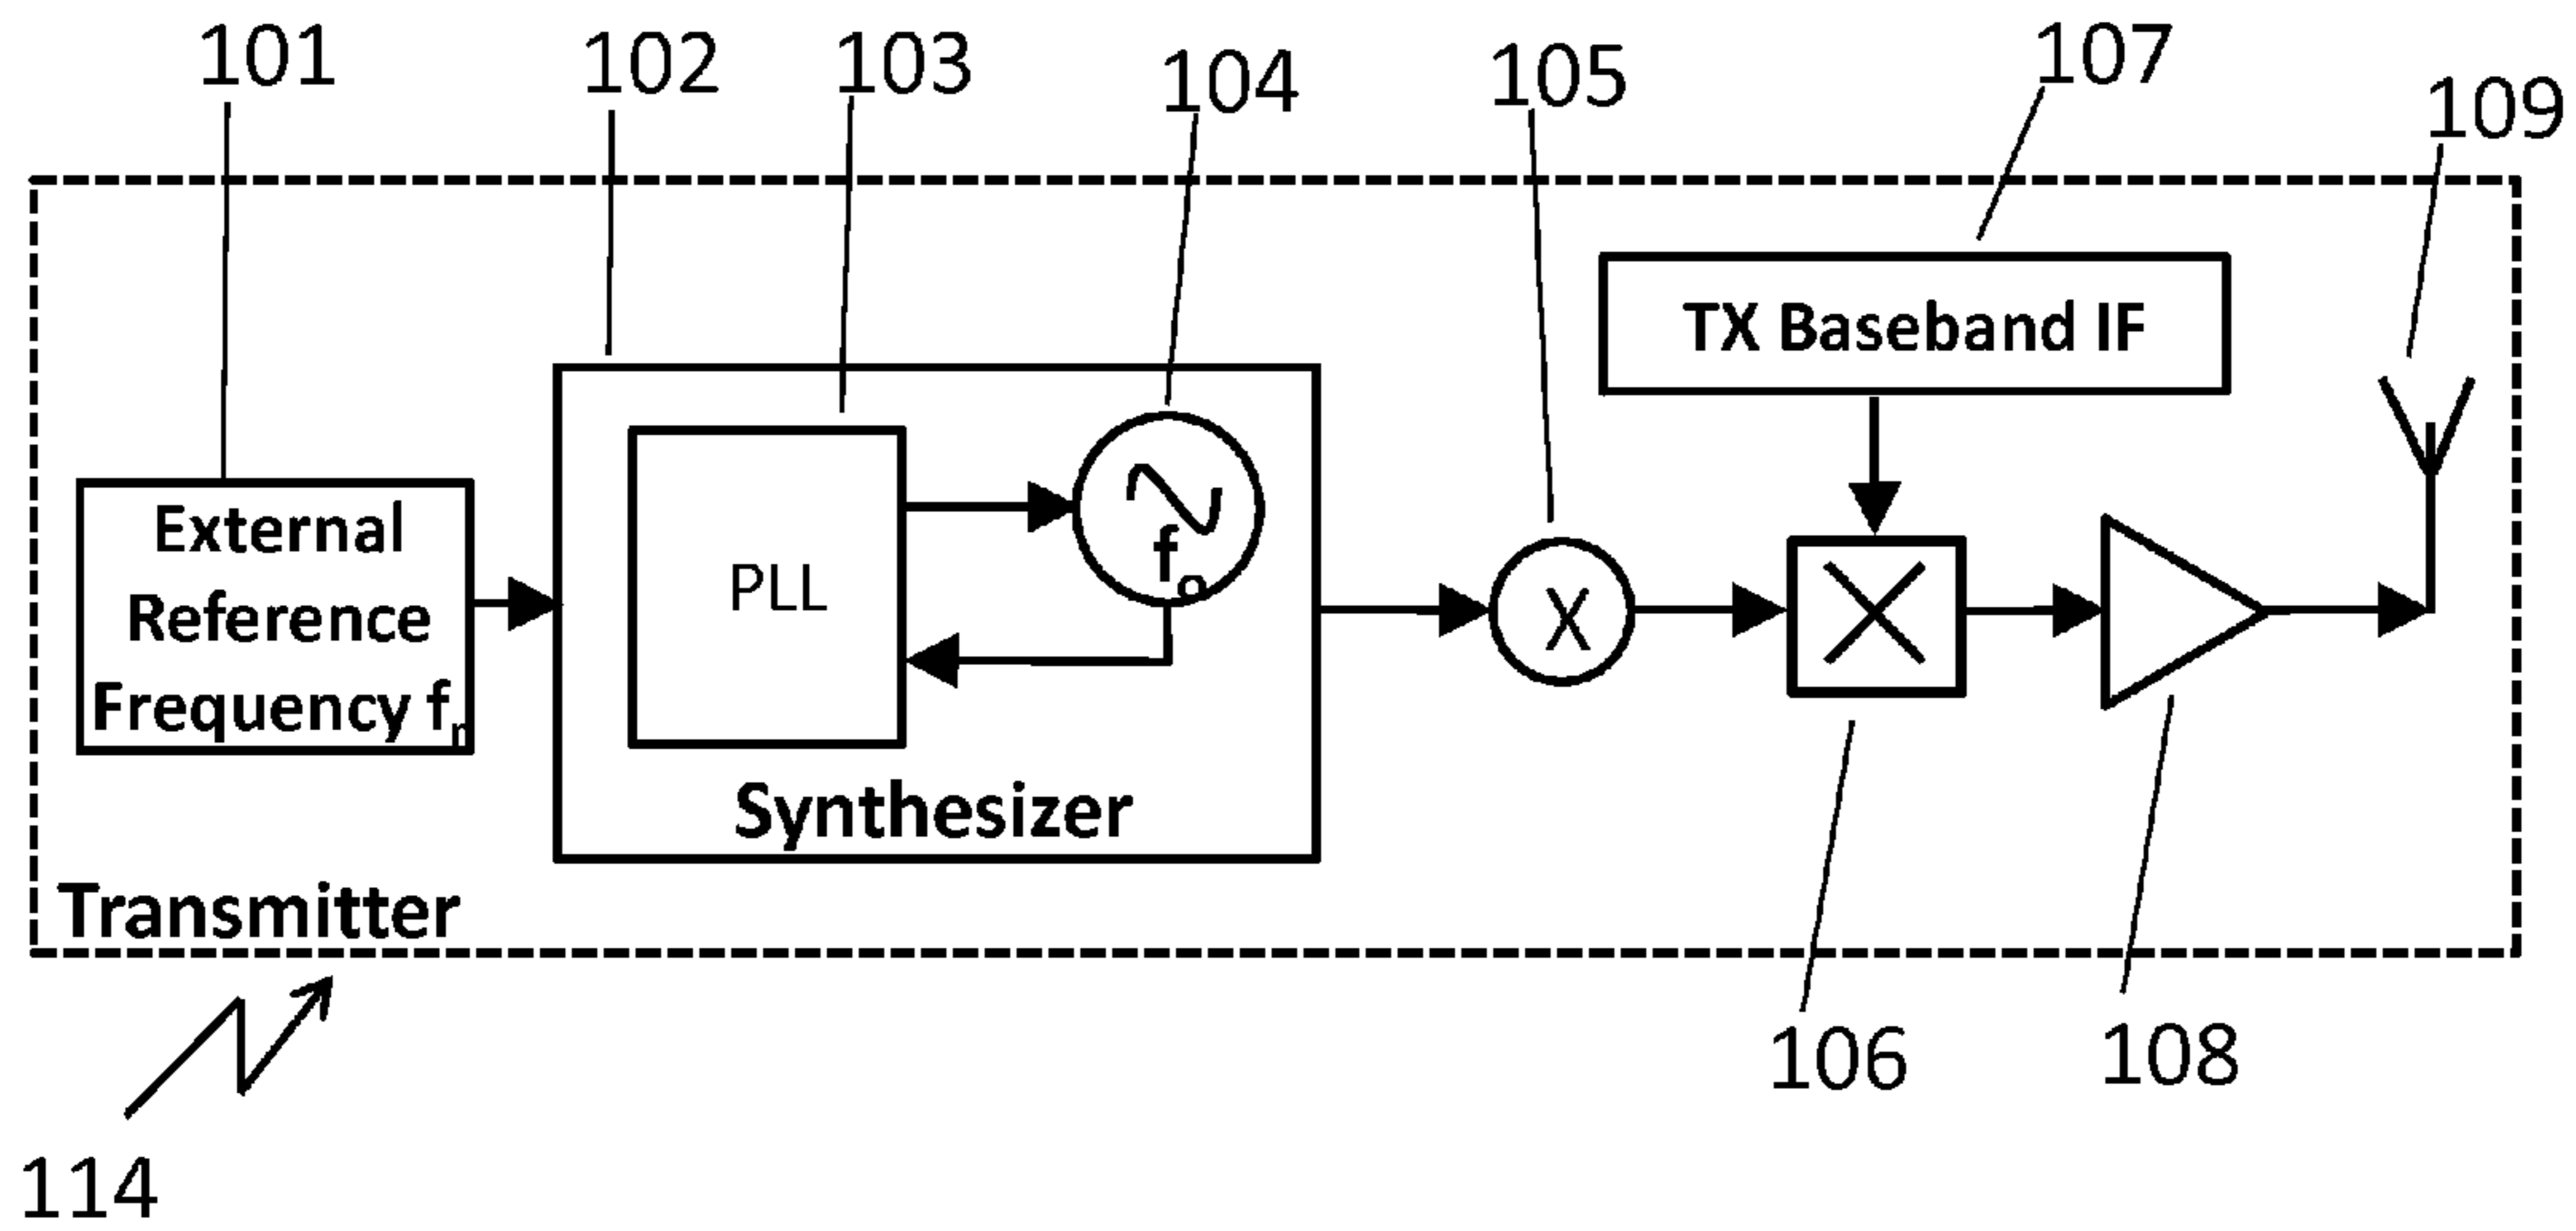 101
102
103
104
105
107
109
TX Baseband IF
External
Reference
Frequency fn
PLL
fo
X
Synthesizer
Transmitter
106
108
114